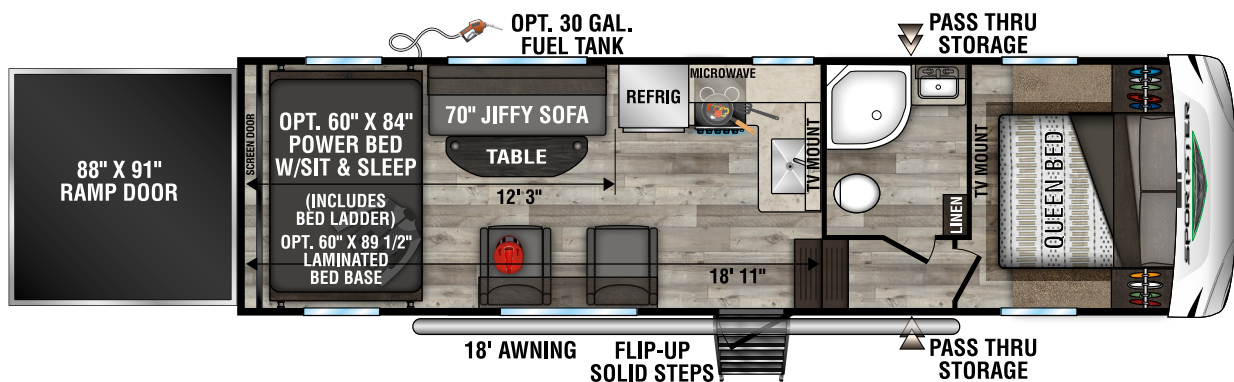 OPT. 30 GAL.
FUEL TANK
PASS THRU
STORAGE
88" X 91"
RAMP DOOR
SCREEN DOOR
OPT. 60" X 84"
POWER BED
W/SIT & SLEEP
(INCLUDES
BED LADDER)
OPT. 60" X 89 1/2"
LAMINATED
BED BASE
70" JIFFY SOFA
TABLE
12' 3"
REFRIG
MICROWAVE
TV MOUNT
18' 11"
LINEN
TV MOUNT
QUEEN BED
SPORTSTER
18' AWNING
FLIP-UP
SOLID STEPS
PASS THRU
STORAGE